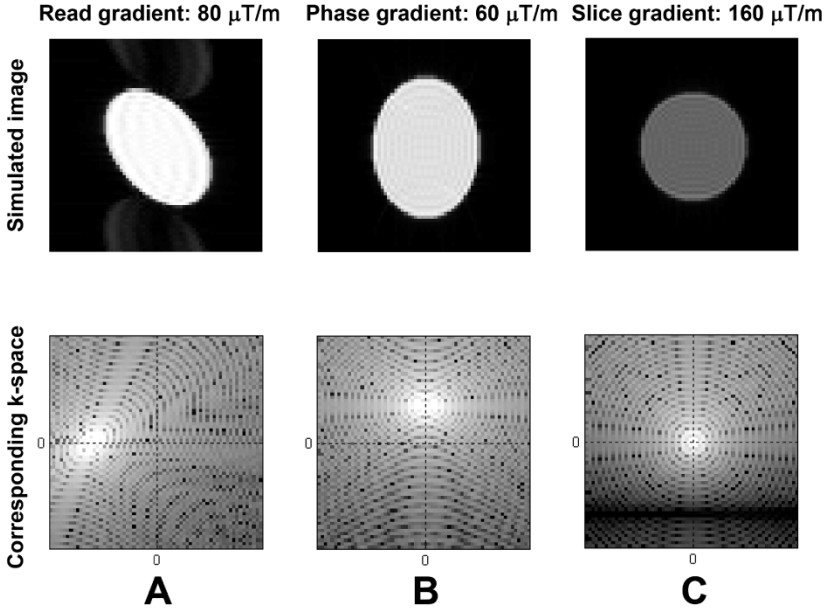 Read gradient: 80 μT/m Phase gradient: 60 μT/m Slice gradient: 160 μT/m
Simulated image
Corresponding k-space
0 0 0
0 0 0
A B C